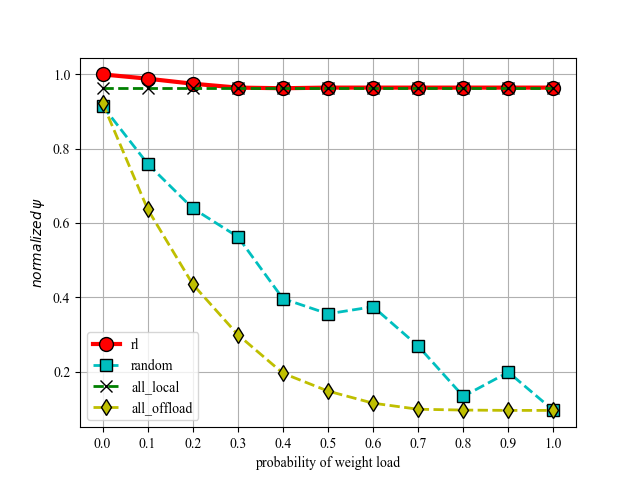 1.0
0.8
0.6
0.4
0.2
normalized ψ
rl
random
all_local
all_offload
0.0 0.1 0.2 0.3 0.4 0.5 0.6 0.7 0.8 0.9 1.0
probability of weight load